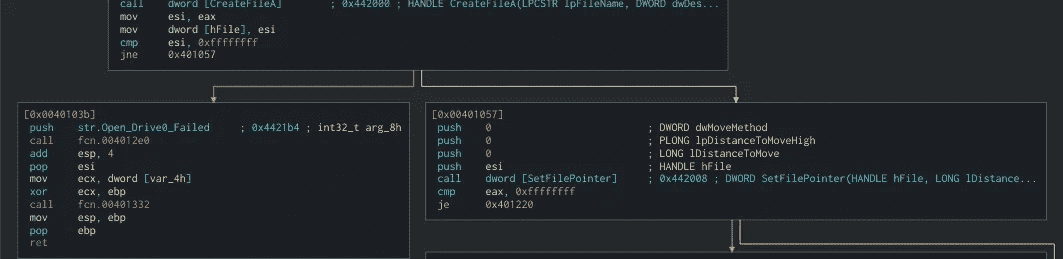 call dword [CreateFileA] ; 0x442000 ; HANDLE CreateFileA(LPCSTR lpFileName, DWORD dwDes...
mov esi, eax
mov dword [hFile], esi
cmp esi, 0xffffffff
jne 0x401057
[0x0040103b]
push str.Open_Drive0_Failed ; 0x4421b4 ; int32_t arg_8h
call fcn.004012e0
add esp, 4
pop esi
mov ecx, dword [var_4h]
xor ecx, ebp
call fcn.00401332
mov esp, ebp
pop ebp
ret
[0x00401057]
push 0 ; DWORD dwMoveMethod
push 0 ; PLONG lpDistanceToMoveHigh
push 0 ; LONG lDistanceToMove
push esi ; HANDLE hFile
call dword [SetFilePointer] ; 0x442008 ; DWORD SetFilePointer(HANDLE hFile, LONG lDistance...
cmp eax, 0xffffffff
je 0x401220